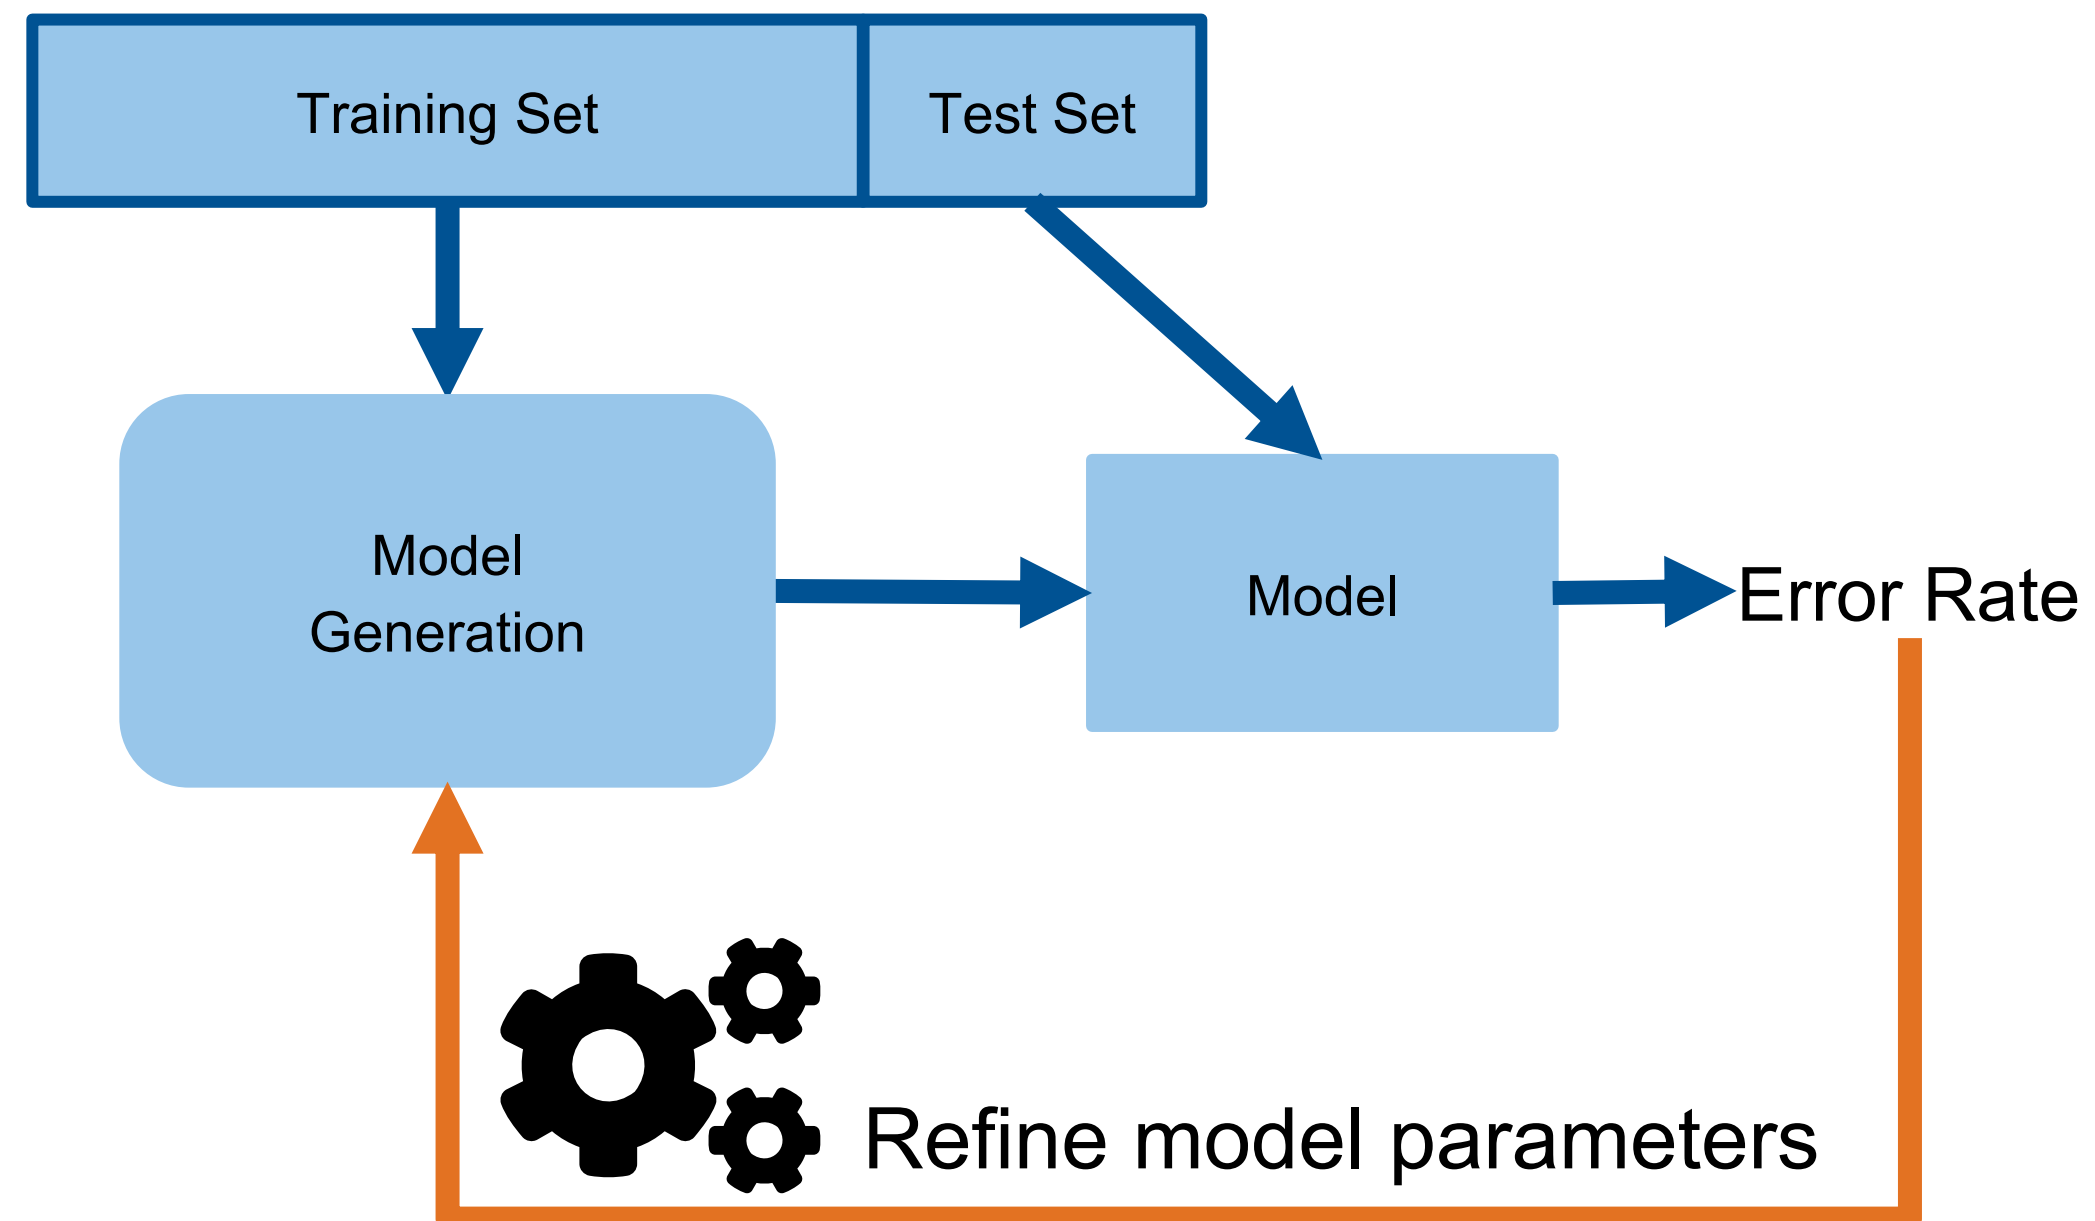 Training Set
Test Set
Model
Generation
Model
Error Rate
Refine model parameters